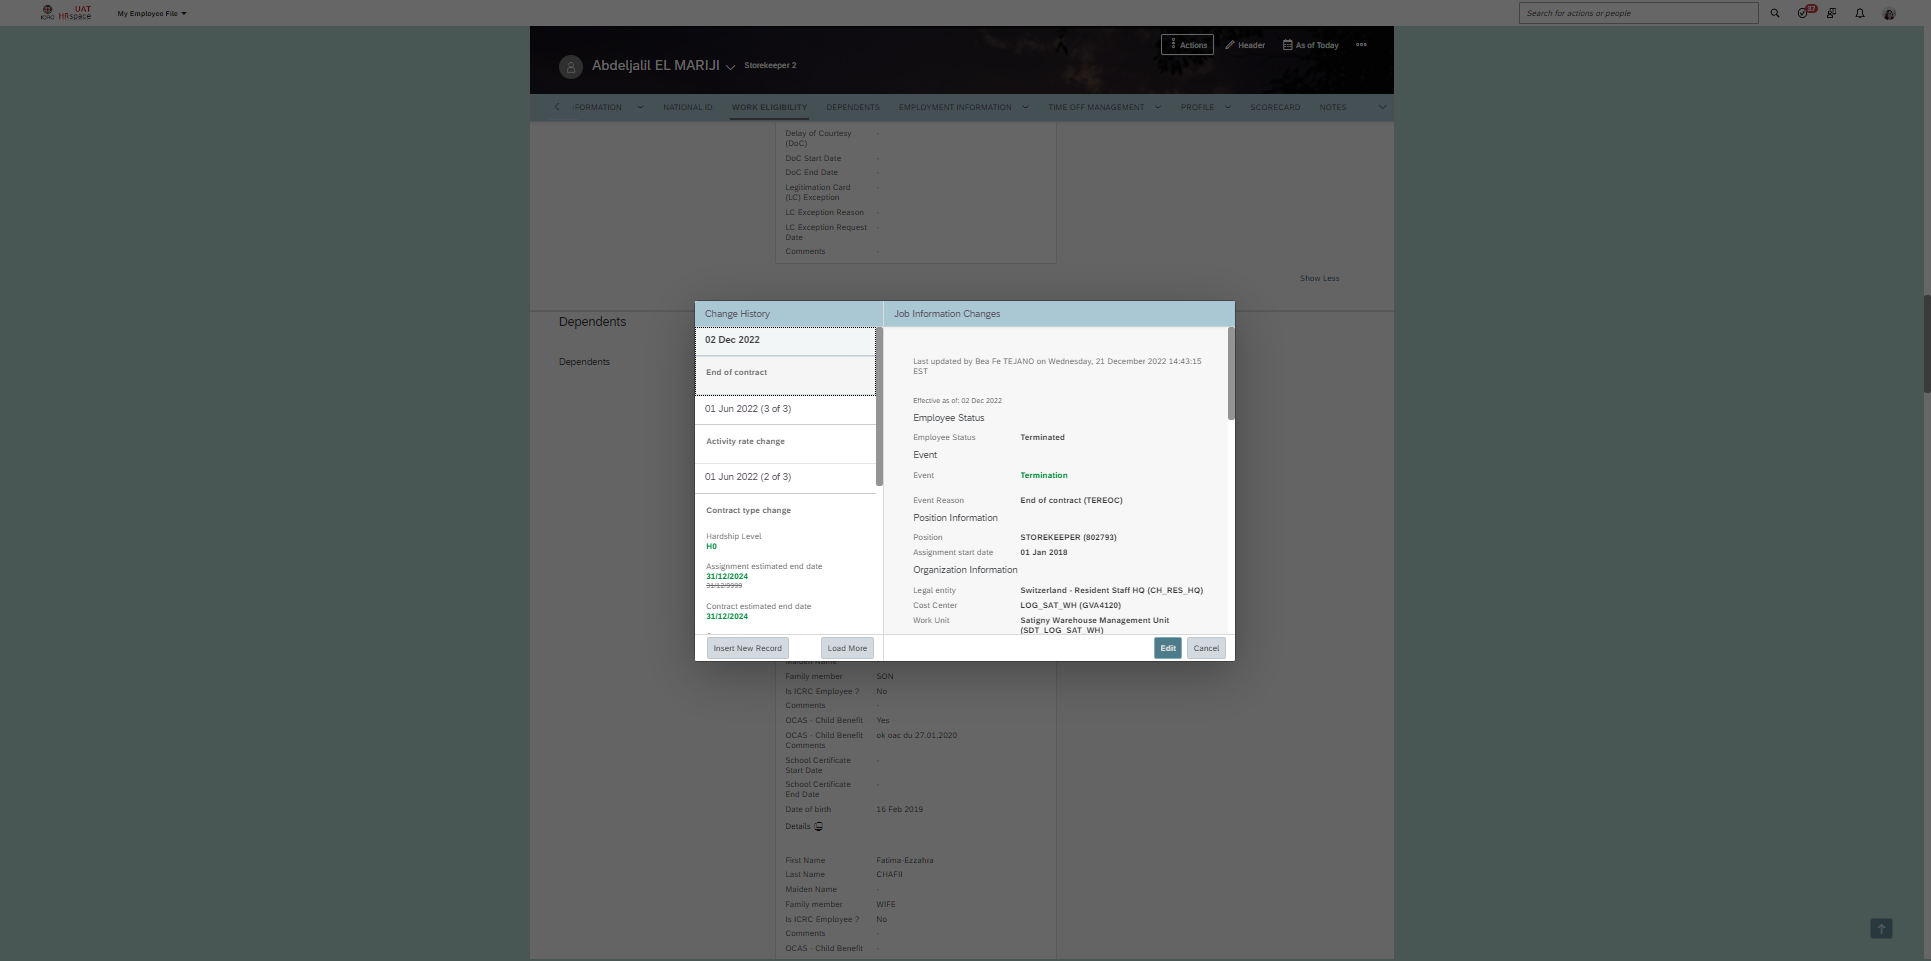 ICRC UAT HRspace My Employee File
Search for actions or people
37
Actions Header As of Today
Abdeljalil EL MARIJI Storekeeper 2
FORMATION NATIONAL ID WORK ELIGIBILITY DEPENDENTS EMPLOYMENT INFORMATION TIME OFF MANAGEMENT PROFILE SCORECARD NOTES
Delay of Courtesy -
(DoC)
DoC Start Date -
DoC End Date -
Legitimation Card -
(LC) Exception
LC Exception Reason -
LC Exception Request -
Date
Comments -
Show Less
Dependents
Dependents
Change History
02 Dec 2022
End of contract
01 Jun 2022 (3 of 3)
Activity rate change
01 Jun 2022 (2 of 3)
Contract type change
Hardship Level
H0
Assignment estimated end date
31/12/2024
31/12/9999
Contract estimated end date
31/12/2024
Insert New Record Load More
Job Information Changes
Last updated by Bea Fe TEJANO on Wednesday, 21 December 2022 14:43:15
EST
Effective as of: 02 Dec 2022
Employee Status
Employee Status Terminated
Event
Event Termination
Event Reason End of contract (TEREOC)
Position Information
Position STOREKEEPER (802793)
Assignment start date 01 Jan 2018
Organization Information
Legal entity Switzerland - Resident Staff HQ (CH_RES_HQ)
Cost Center LOG_SAT_WH (GVA4120)
Work Unit Satigny Warehouse Management Unit
(SDT_LOG_SAT_WH)
Edit Cancel
Maiden Name
Family member SON
Is ICRC Employee ? No
Comments -
OCAS - Child Benefit Yes
OCAS - Child Benefit ok oac du 27.01.2020
Comments
School Certificate -
Start Date
School Certificate -
End Date
Date of birth 16 Feb 2019
Details
First Name Fatima-Ezzahra
Last Name CHAFII
Maiden Name -
Family member WIFE
Is ICRC Employee ? No
Comments -
OCAS - Child Benefit -